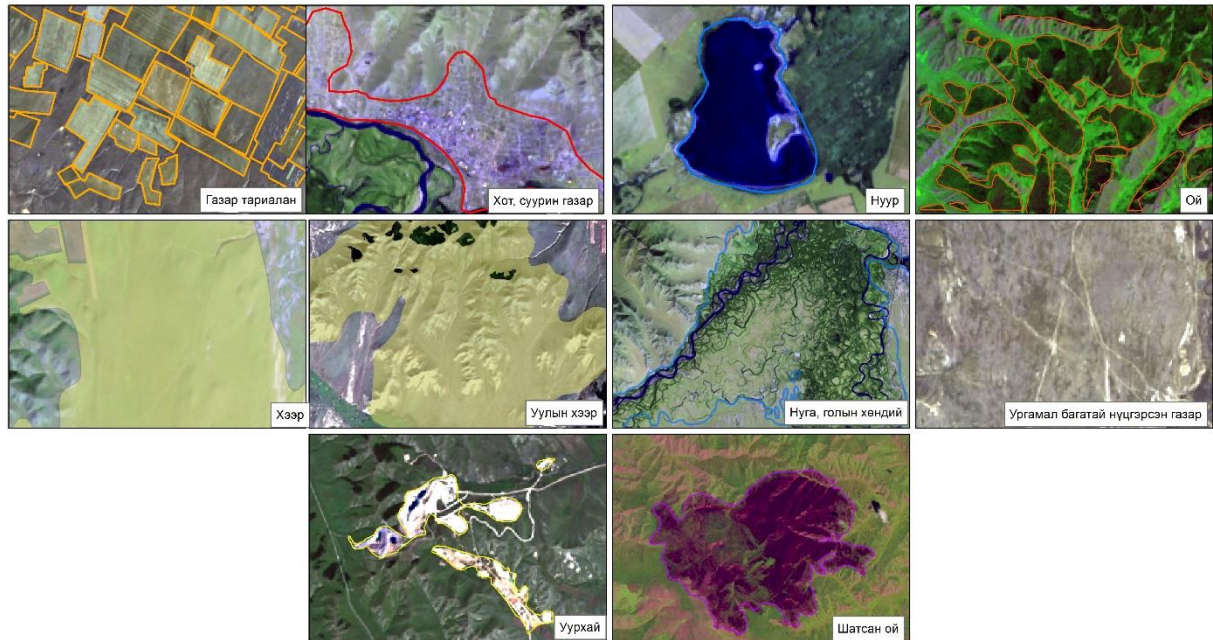 Газар тариалан
Хот, суурин газар
Нуур
Ой
Хээр
Уулын хээр
Нуга, голын хөндий
Ургамал багатай нүцгэрсэн газар
Уурхай
Шатсан ой